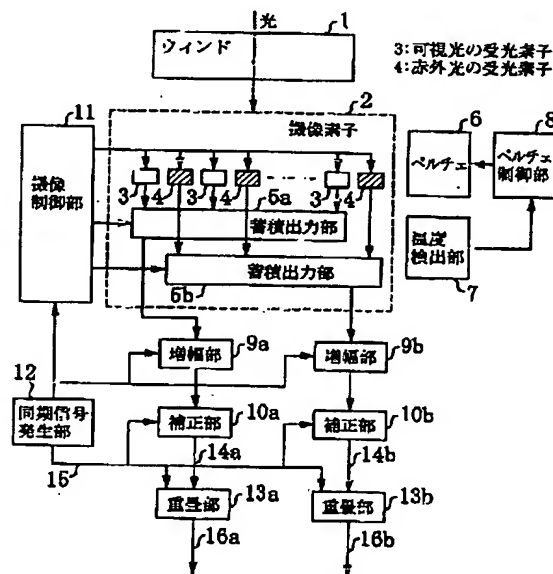 光
1
ウィンド
3:可視光の受光素子
4:赤外光の受光素子
2
11
撮像素子
6
8
撮像
制御部
ペルチェ
ペルチェ
制御部
3
4
3
4
3
4
5a
蓄積出力部
温度
検出部
蓄積出力部
5b
7
増幅部
9a
増幅部
9b
12
同期信号
発生部
補正部
10a
補正部
10b
15
14a
14b
重畳部
13a
重畳部
13b
16a
16b